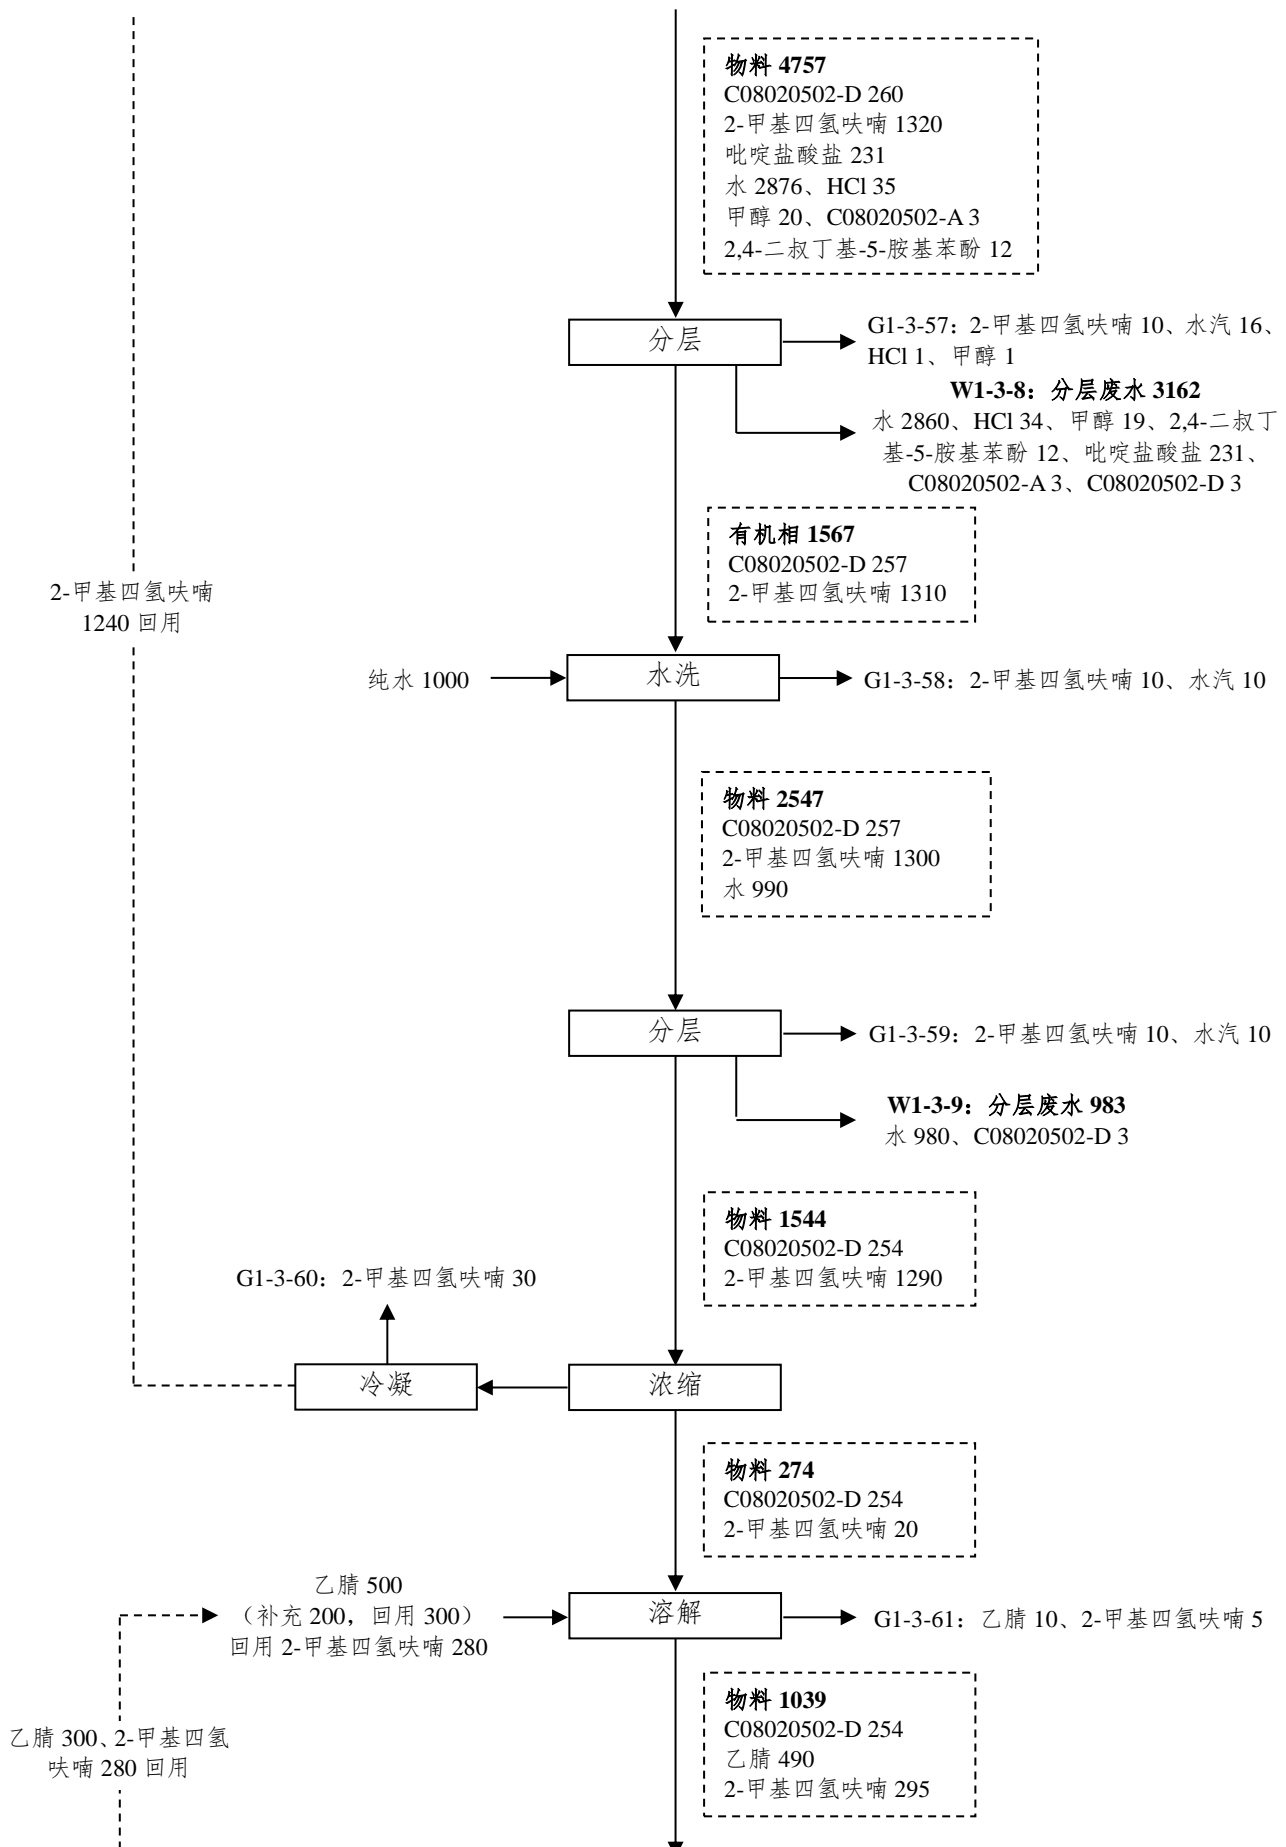 物料 4757
C08020502-D 260
2-甲基四氢呋喃 1320
吡啶盐酸盐 231
水 2876、HCl 35
甲醇 20、C08020502-A 3
2,4-二叔丁基-5-胺基苯酚 12
分层
G1-3-57：2-甲基四氢呋喃 10、水汽 16、
HCl 1、甲醇 1
W1-3-8：分层废水 3162
水 2860、HCl 34、甲醇 19、2,4-二叔丁
基-5-胺基苯酚 12、吡啶盐酸盐 231、
C08020502-A 3、C08020502-D 3
有机相 1567
C08020502-D 257
2-甲基四氢呋喃 1310
2-甲基四氢呋喃
1240 回用
纯水 1000
水洗
G1-3-58：2-甲基四氢呋喃 10、水汽 10
物料 2547
C08020502-D 257
2-甲基四氢呋喃 1300
水 990
分层
G1-3-59：2-甲基四氢呋喃 10、水汽 10
W1-3-9：分层废水 983
水 980、C08020502-D 3
物料 1544
C08020502-D 254
2-甲基四氢呋喃 1290
G1-3-60：2-甲基四氢呋喃 30
冷凝
浓缩
物料 274
C08020502-D 254
2-甲基四氢呋喃 20
乙腈 500
（补充 200，回用 300）
回用 2-甲基四氢呋喃 280
溶解
G1-3-61：乙腈 10、2-甲基四氢呋喃 5
物料 1039
C08020502-D 254
乙腈 490
2-甲基四氢呋喃 295
乙腈 300、2-甲基四氢
呋喃 280 回用